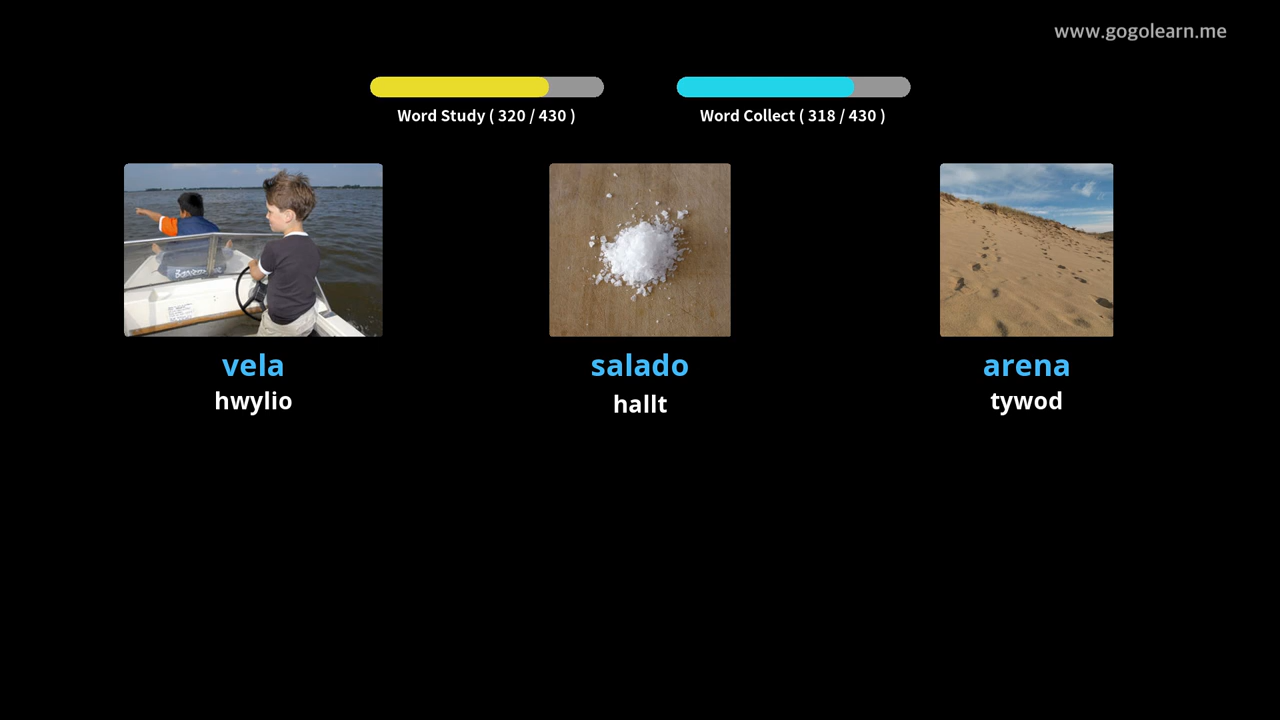 www.gogolearn.me
Word Study ( 320 / 430 )
Word Collect ( 318 / 430 )
vela
hwylio
salado
hallt
arena
tywod